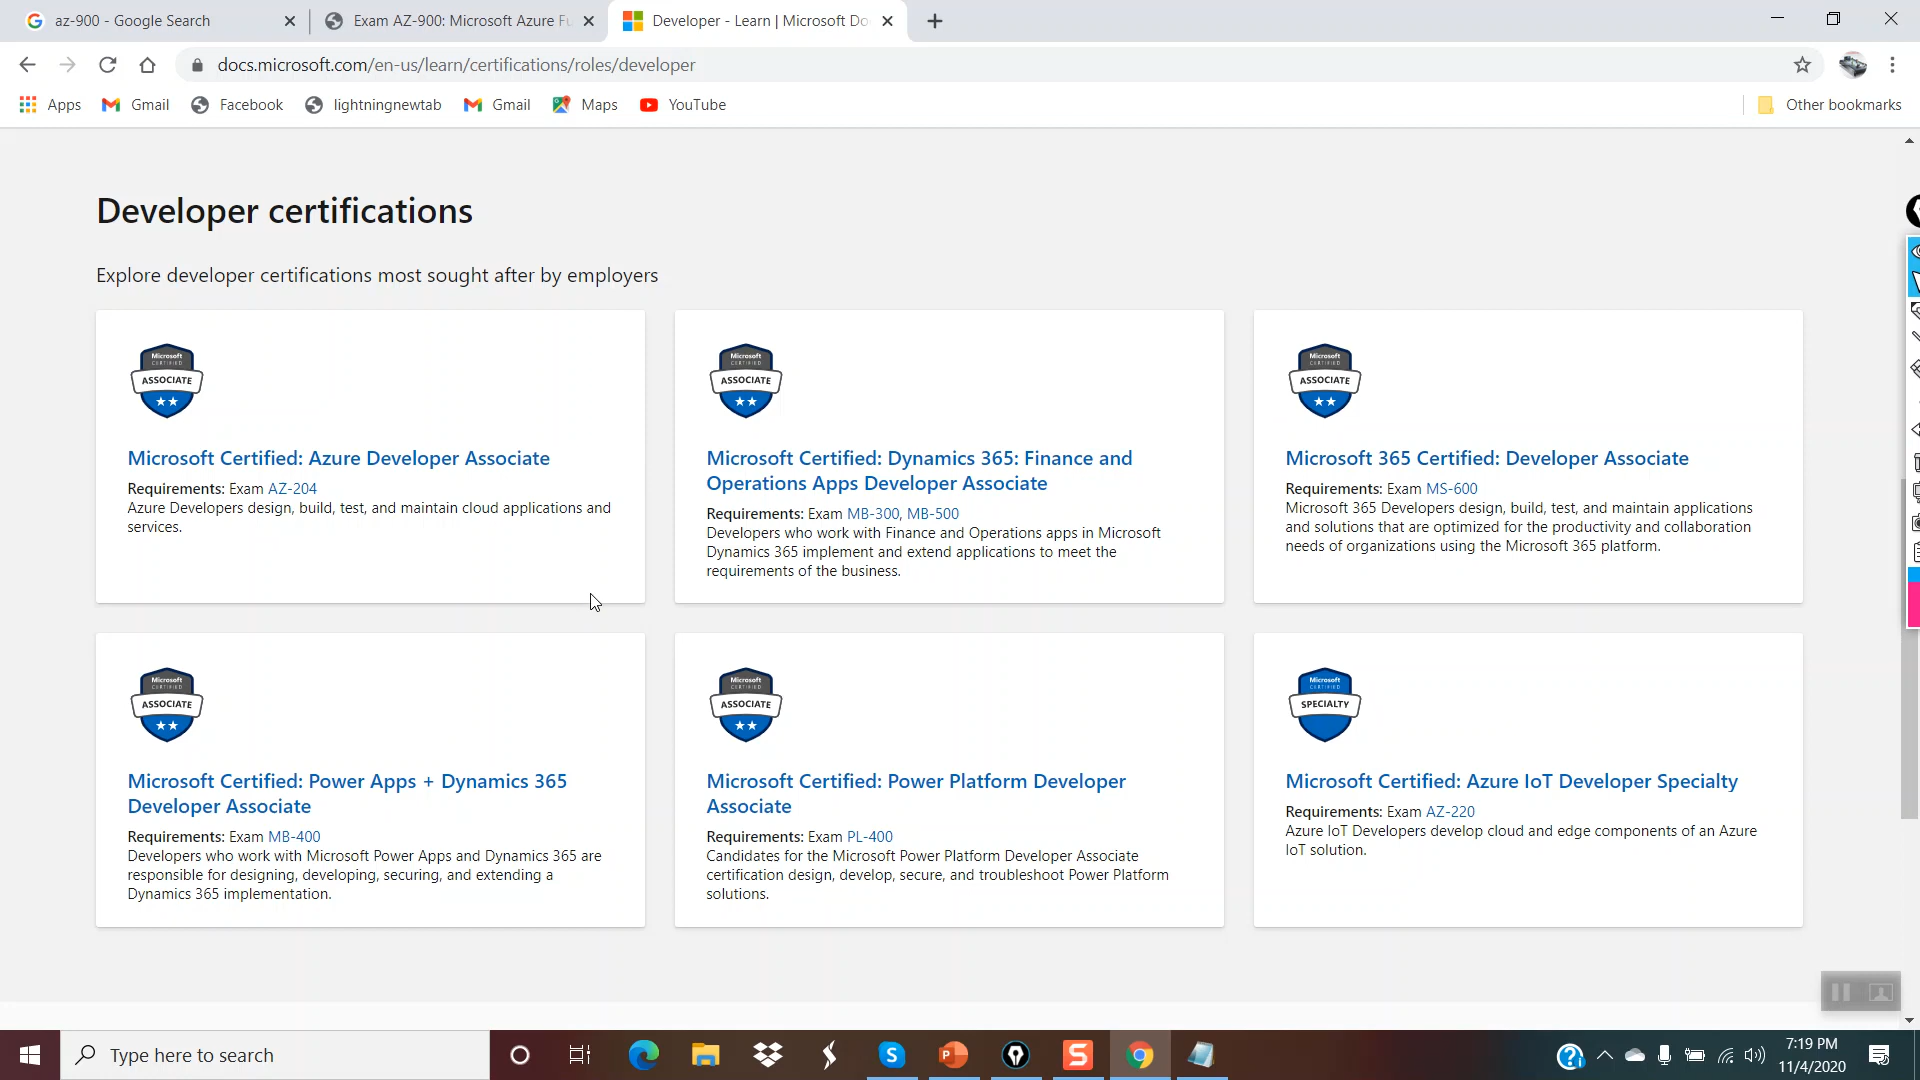 az-900 - Google Search
Exam AZ-900: Microsoft Azure Fu
Developer - Learn | Microsoft Do
docs.microsoft.com/en-us/learn/certifications/roles/developer
Apps Gmail Facebook lightningnewtab Gmail Maps YouTube Other bookmarks
Developer certifications
Explore developer certifications most sought after by employers
Microsoft
CERTIFIED
ASSOCIATE
Microsoft Certified: Azure Developer Associate
Requirements: Exam AZ-204
Azure Developers design, build, test, and maintain cloud applications and
services.
Microsoft
CERTIFIED
ASSOCIATE
Microsoft Certified: Dynamics 365: Finance and
Operations Apps Developer Associate
Requirements: Exam MB-300, MB-500
Developers who work with Finance and Operations apps in Microsoft
Dynamics 365 implement and extend applications to meet the
requirements of the business.
Microsoft
CERTIFIED
ASSOCIATE
Microsoft 365 Certified: Developer Associate
Requirements: Exam MS-600
Microsoft 365 Developers design, build, test, and maintain applications
and solutions that are optimized for the productivity and collaboration
needs of organizations using the Microsoft 365 platform.
Microsoft
CERTIFIED
ASSOCIATE
Microsoft Certified: Power Apps + Dynamics 365
Developer Associate
Requirements: Exam MB-400
Developers who work with Microsoft Power Apps and Dynamics 365 are
responsible for designing, developing, securing, and extending a
Dynamics 365 implementation.
Microsoft
CERTIFIED
ASSOCIATE
Microsoft Certified: Power Platform Developer
Associate
Requirements: Exam PL-400
Candidates for the Microsoft Power Platform Developer Associate
certification design, develop, secure, and troubleshoot Power Platform
solutions.
Microsoft
CERTIFIED
SPECIALTY
Microsoft Certified: Azure IoT Developer Specialty
Requirements: Exam AZ-220
Azure IoT Developers develop cloud and edge components of an Azure
IoT solution.
Type here to search
7:19 PM
11/4/2020